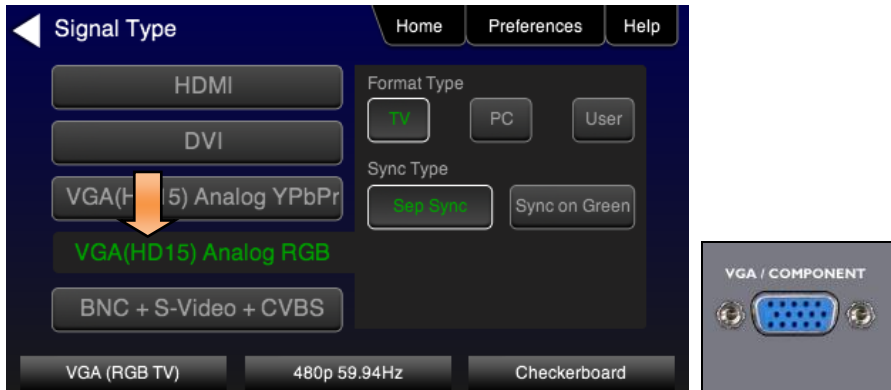 Signal Type
Home
Preferences
Help
HDMI
DVI
VGA(H 15) Analog YPbPr
VGA(HD15) Analog RGB
BNC + S-Video + CVBS
Format Type
TV
PC
User
Sync Type
Sep Sync
Sync on Green
VGA / COMPONENT
VGA (RGB TV)
480p 59.94Hz
Checkerboard